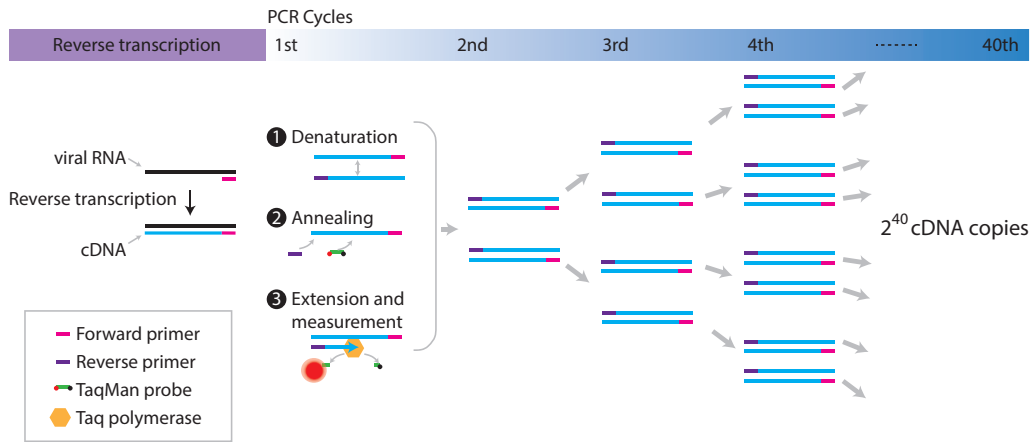 PCR Cycles
Reverse transcription
1st
2nd
3rd
4th
........
40th
1 Denaturation
viral RNA
Reverse transcription
cDNA
2 Annealing
3 Extension and
measurement
2⁴⁰ cDNA copies
Forward primer
Reverse primer
TaqMan probe
Taq polymerase